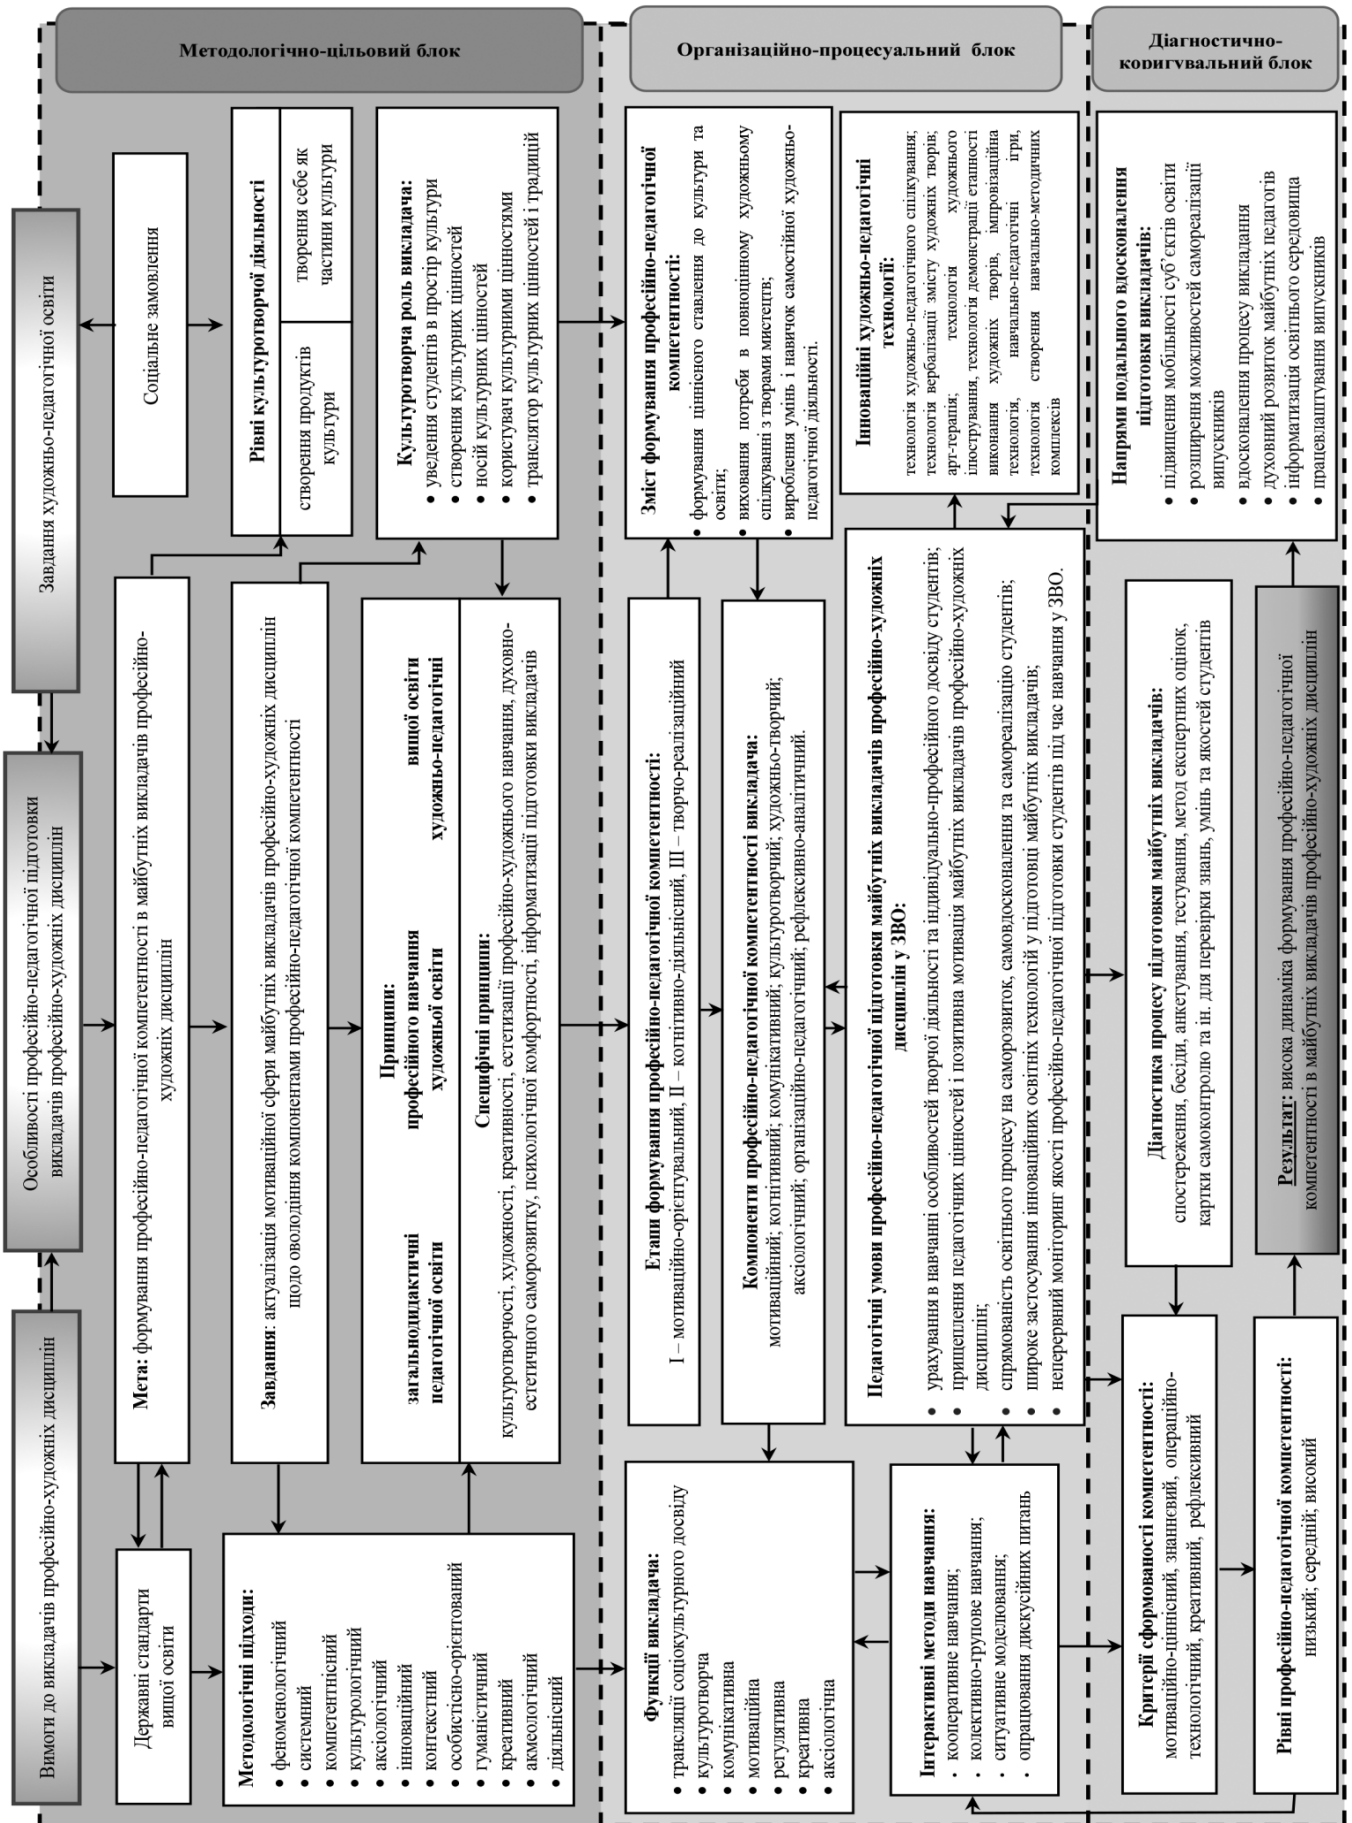 Методологічно-цільовий блок
Організаційно-процесуальний блок
Діагностично-
коригувальний блок
Вимоги до викладачів професійно-художніх дисциплін
Особливості професійно-педагогічної підготовки
викладачів професійно-художніх дисциплін
Завдання художньо-педагогічної освіти
Державні стандарти
вищої освіти
Мета: формування професійно-педагогічної компетентності в майбутніх викладачів професійно-
художніх дисциплін
Соціальне замовлення
Методологічні підходи:
• феноменологічний
• системний
• компетентнісний
• культурологічний
• аксіологічний
• інноваційний
• контекстний
• особистісно-орієнтований
• гуманістичний
• креативний
• акмеологічний
• діяльнісний
Завдання: актуалізація мотиваційної сфери майбутніх викладачів професійно-художніх дисциплін
щодо оволодіння компонентами професійно-педагогічної компетентності
Рівні культуротворчої діяльності
створення продуктів
культури
творення себе як
частини культури
Принципи:
загальнодидактичні
професійного навчання
вищої освіти
педагогічної освіти
художньої освіти
художньо-педагогічні
Специфічні принципи:
культуротворчості, художності, креативності, естетизації професійно-художнього навчання, духовно-
естетичного саморозвитку, психологічної комфортності, інформатизації підготовки викладачів
Культуротворча роль викладача:
• уведення студентів в простір культури
• створення культурних цінностей
• носій культурних цінностей
• користувач культурними цінностями
• транслятор культурних цінностей і традицій
Функції викладача:
• трансляції соціокультурного досвіду
• культуротворча
• комунікативна
• мотиваційна
• регулятивна
• креативна
• аксіологічна
Етапи формування професійно-педагогічної компетентності:
І – мотиваційно-орієнтувальний, ІІ – когнітивно-діяльнісний, ІІІ – творчо-реалізаційний
Зміст формування професійно-педагогічної
компетентності:
• формування ціннісного ставлення до культури та
освіти;
• виховання потреби в повноцінному художньому
спілкуванні з творами мистецтв;
• вироблення умінь і навичок самостійної художньо-
педагогічної діяльності.
Компоненти професійно-педагогічної компетентності викладача:
мотиваційний; когнітивний; комунікативний; культуротворчий; художньо-творчий;
аксіологічний; організаційно-педагогічний; рефлексивно-аналітичний.
Інтерактивні методи навчання:
· кооперативне навчання;
· колективно-групове навчання;
· ситуативне моделювання;
· опрацювання дискусійних питань
Педагогічні умови професійно-педагогічної підготовки майбутніх викладачів професійно-художніх
дисциплін у ЗВО:
• урахування в навчанні особливостей творчої діяльності та індивідуально-професійного досвіду студентів;
• прищеплення педагогічних цінностей і позитивна мотивація майбутніх викладачів професійно-художніх
дисциплін;
• спрямованість освітнього процесу на саморозвиток, самовдосконалення та самореалізацію студентів;
• широке застосування інноваційних освітніх технологій у підготовці майбутніх викладачів;
• неперервний моніторинг якості професійно-педагогічної підготовки студентів під час навчання у ЗВО.
Інноваційні художньо-педагогічні
технології:
технологія художньо-педагогічного спілкування;
технологія вербалізації змісту художніх творів;
арт-терапія; технологія художнього
ілюстрування, технологія демонстрації етапності
виконання художніх творів, імпровізаційна
технологія, навчально-педагогічні ігри,
технологія створення навчально-методичних
комплексів
Критерії сформованості компетентності:
мотиваційно-ціннісний, знаннєвий, операційно-
технологічний, креативний, рефлексивний
Діагностика процесу підготовки майбутніх викладачів:
спостереження, бесіди, анкетування, тестування, метод експертних оцінок,
картки самоконтролю та ін. для перевірки знань, умінь та якостей студентів
Напрями подальшого вдосконалення
підготовки викладачів:
• підвищення мобільності суб’єктів освіти
• розширення можливостей самореалізації
випускників
• вдосконалення процесу викладання
• духовний розвиток майбутніх педагогів
• інформатизація освітнього середовища
• працевлаштування випускників
Рівні професійно-педагогічної компетентності:
низький; середній; високий
Результат: висока динаміка формування професійно-педагогічної
компетентності в майбутніх викладачів професійно-художніх дисциплін